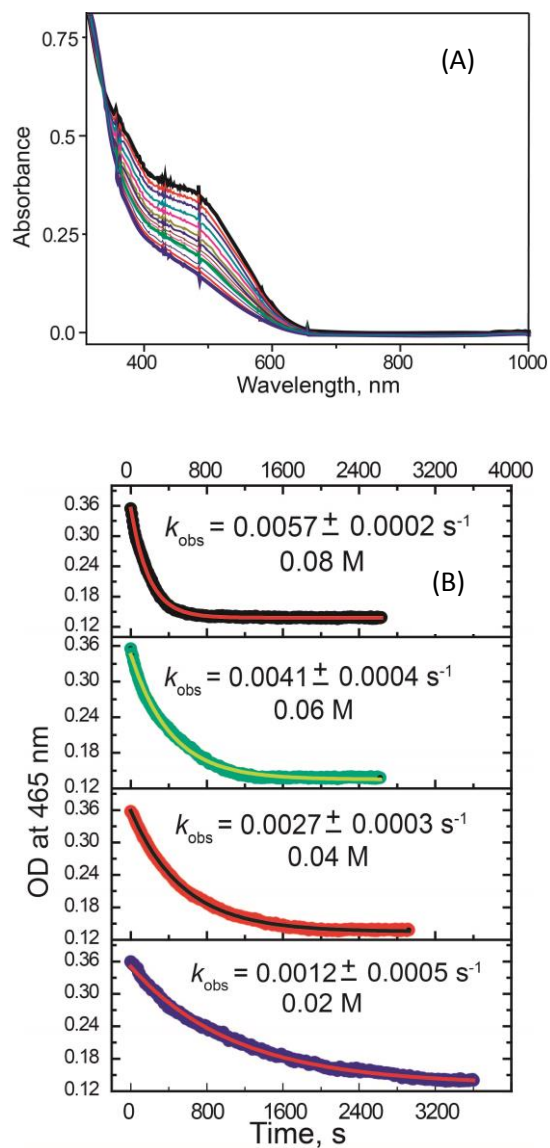 (A)
0.75
0.5
0.25
0.0
Absorbance
400 600 800 1000
Wavelength, nm
0 800 1600 2400 3200 4000
0.36
0.30
0.24
0.18
0.12
k_obs = 0.0057 ± 0.0002 s⁻¹
0.08 M
(B)
0.36
0.30
0.24
0.18
0.12
k_obs = 0.0041 ± 0.0004 s⁻¹
0.06 M
0.36
0.30
0.24
0.18
0.12
k_obs = 0.0027 ± 0.0003 s⁻¹
0.04 M
0.36
0.30
0.24
0.18
0.12
k_obs = 0.0012 ± 0.0005 s⁻¹
0.02 M
OD at 465 nm
0 800 1600 2400 3200
Time, s